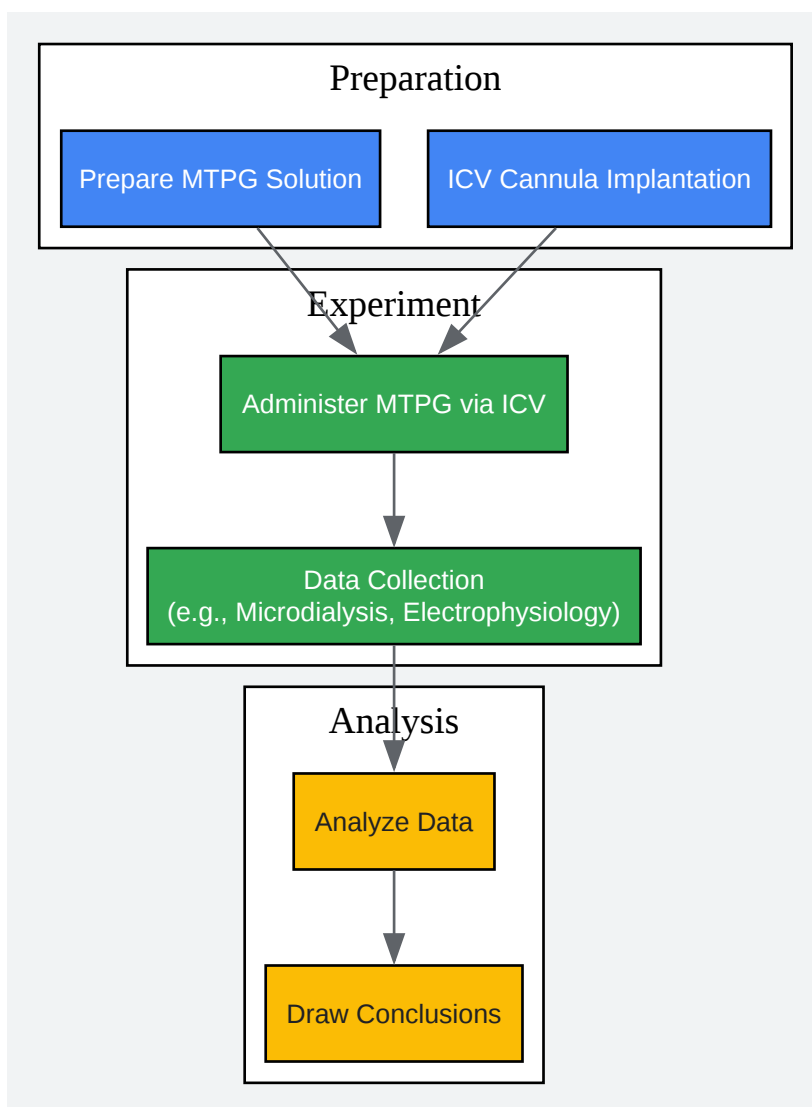 Preparation
Prepare MTPG Solution
ICV Cannula Implantation
Experiment
Administer MTPG via ICV
Data Collection
(e.g., Microdialysis, Electrophysiology)
Analysis
Analyze Data
Draw Conclusions